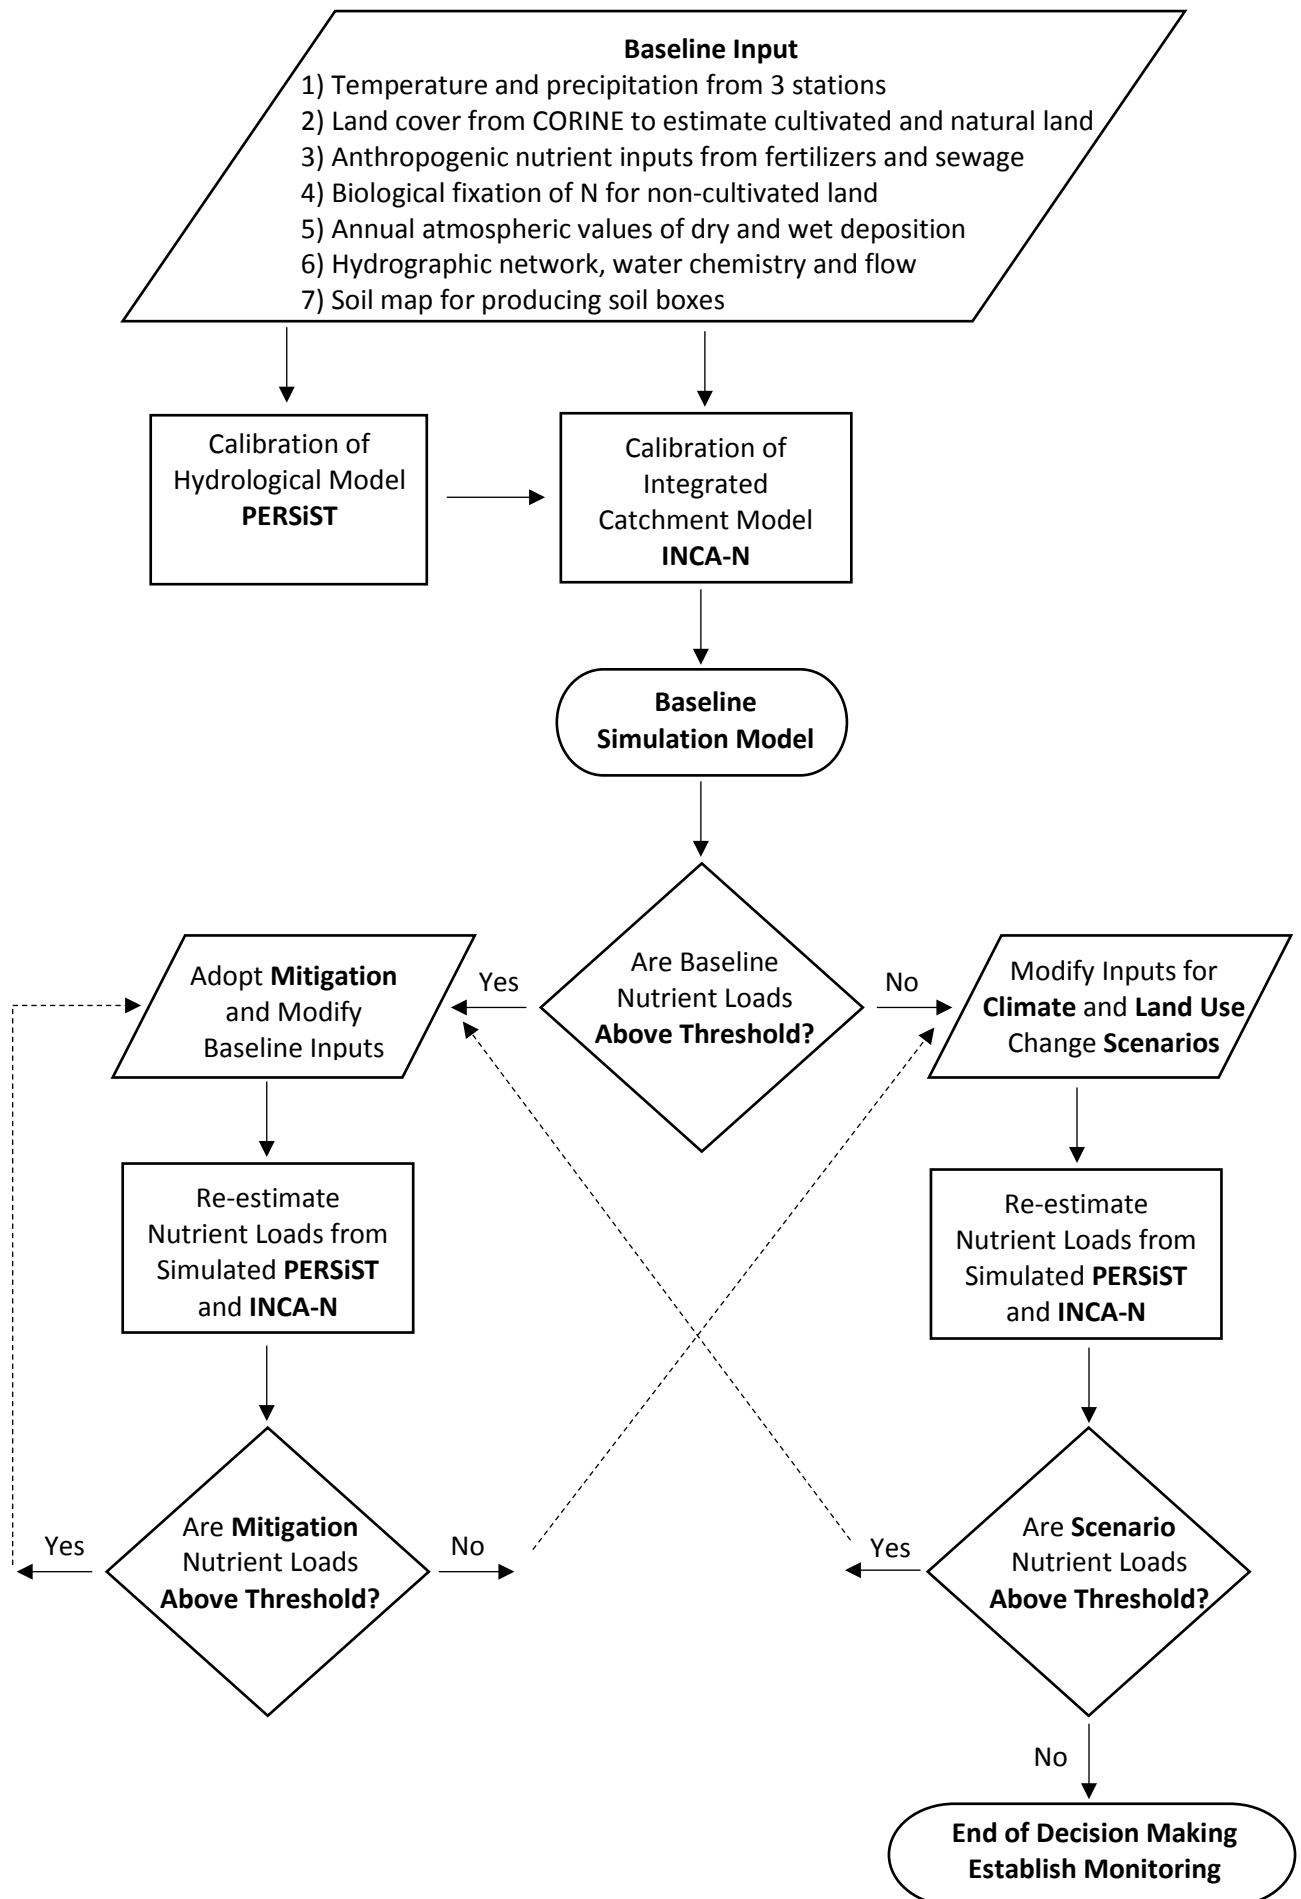 Baseline Input
1) Temperature and precipitation from 3 stations
2) Land cover from CORINE to estimate cultivated and natural land
3) Anthropogenic nutrient inputs from fertilizers and sewage
4) Biological fixation of N for non-cultivated land
5) Annual atmospheric values of dry and wet deposition
6) Hydrographic network, water chemistry and flow
7) Soil map for producing soil boxes
Calibration of
Hydrological Model
PERSiST
Calibration of
Integrated
Catchment Model
INCA-N
Baseline
Simulation Model
Are Baseline
Nutrient Loads
Above Threshold?
Yes
No
Adopt Mitigation
and Modify
Baseline Inputs
Modify Inputs for
Climate and Land Use
Change Scenarios
Re-estimate
Nutrient Loads from
Simulated PERSiST
and INCA-N
Re-estimate
Nutrient Loads from
Simulated PERSiST
and INCA-N
Yes
Are Mitigation
Nutrient Loads
Above Threshold?
No
Yes
Are Scenario
Nutrient Loads
Above Threshold?
No
End of Decision Making
Establish Monitoring